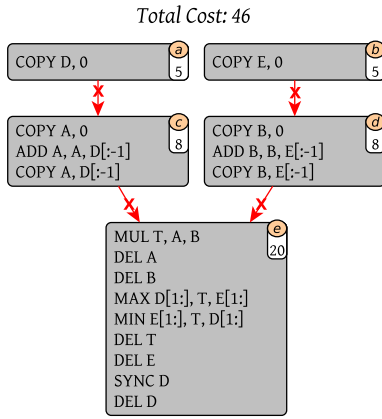 Total Cost: 46
a
COPY D, 0
5
b
COPY E, 0
5
x
x
c
COPY A, 0
8
ADD A, A, D[:-1]
COPY A, D[:-1]
d
COPY B, 0
8
ADD B, B, E[:-1]
COPY B, E[:-1]
x
x
e
MUL T, A, B
20
DEL A
DEL B
MAX D[1:], T, E[1:]
MIN E[1:], T, D[1:]
DEL T
DEL E
SYNC D
DEL D